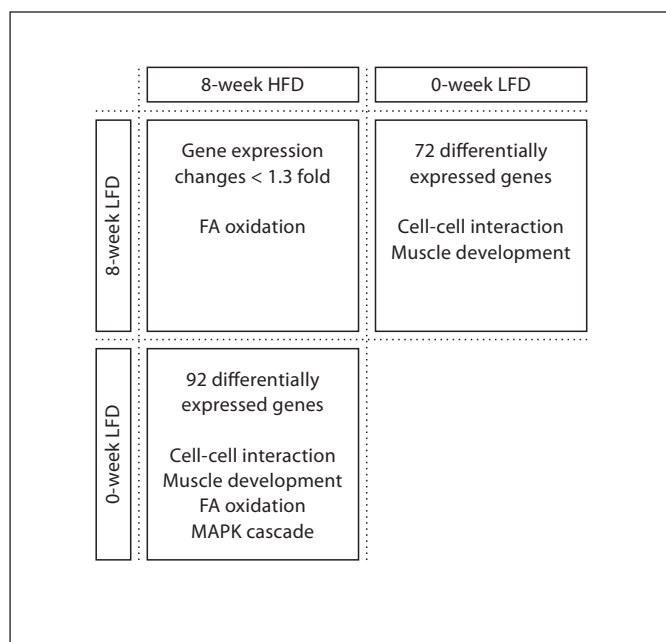 8-week HFD
0-week LFD
8-week LFD
Gene expression
changes < 1.3 fold
FA oxidation
72 differentially
expressed genes
Cell-cell interaction
Muscle development
0-week LFD
92 differentially
expressed genes
Cell-cell interaction
Muscle development
FA oxidation
MAPK cascade